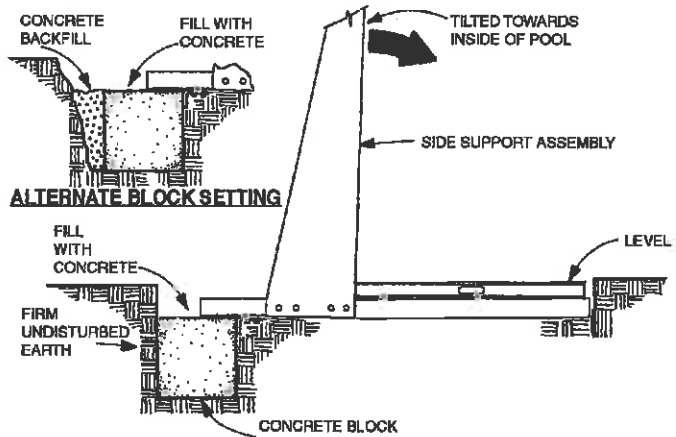 CONCRETE
BACKFILL
FILL WITH
CONCRETE
TILTED TOWARDS
INSIDE OF POOL
SIDE SUPPORT ASSEMBLY
ALTERNATE BLOCK SETTING
FILL
WITH
CONCRETE
LEVEL
FIRM
UNDISTURBED
EARTH
CONCRETE BLOCK